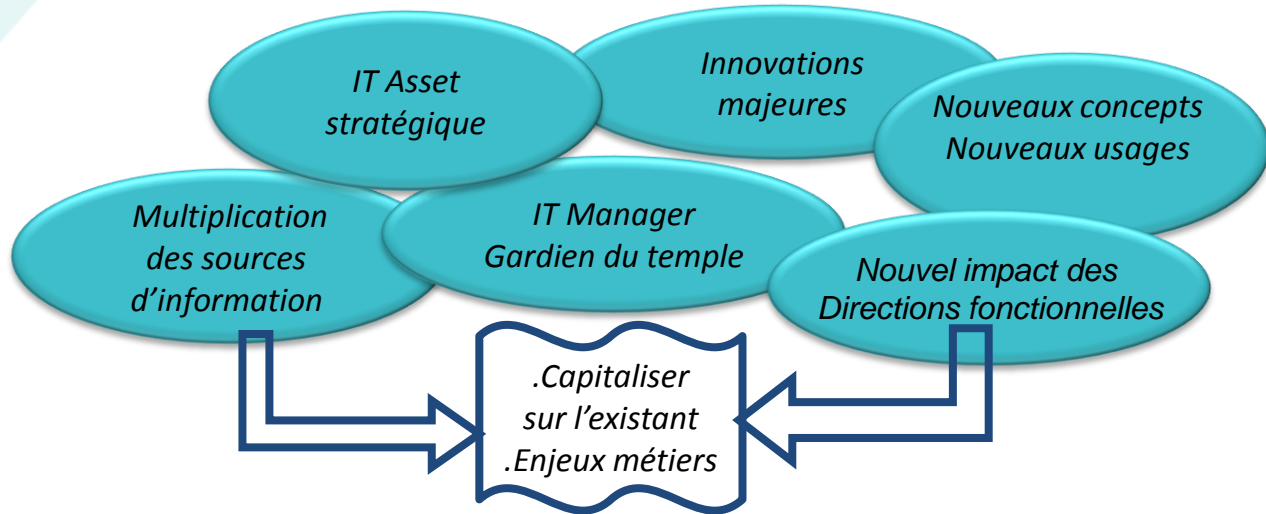 IT Asset
stratégique
Innovations
majeures
Nouveaux concepts
Nouveaux usages
Multiplication
des sources
d’information
IT Manager
Gardien du temple
Nouvel impact des
Directions fonctionnelles
.Capitaliser
sur l’existant
.Enjeux métiers